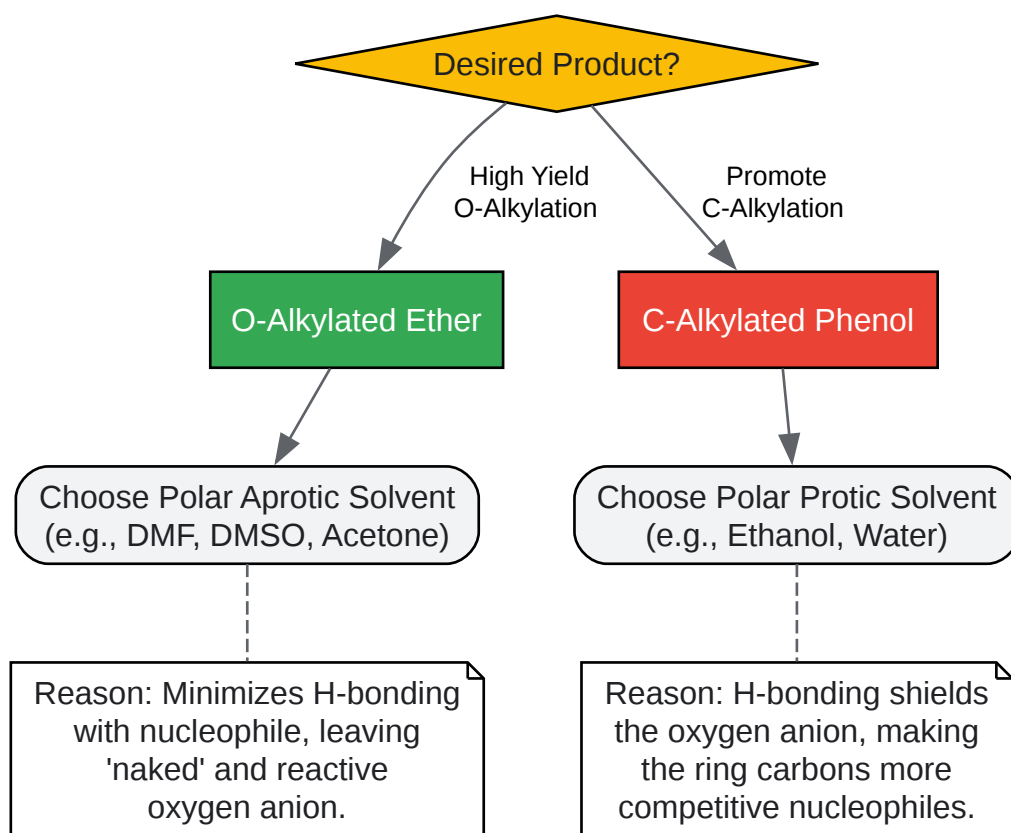 Desired Product?
High Yield
O-Alkylation
Promote
C-Alkylation
O-Alkylated Ether
C-Alkylated Phenol
Choose Polar Aprotic Solvent
(e.g., DMF, DMSO, Acetone)
Choose Polar Protic Solvent
(e.g., Ethanol, Water)
Reason: Minimizes H-bonding
with nucleophile, leaving
'naked' and reactive
oxygen anion.
Reason: H-bonding shields
the oxygen anion, making
the ring carbons more
competitive nucleophiles.